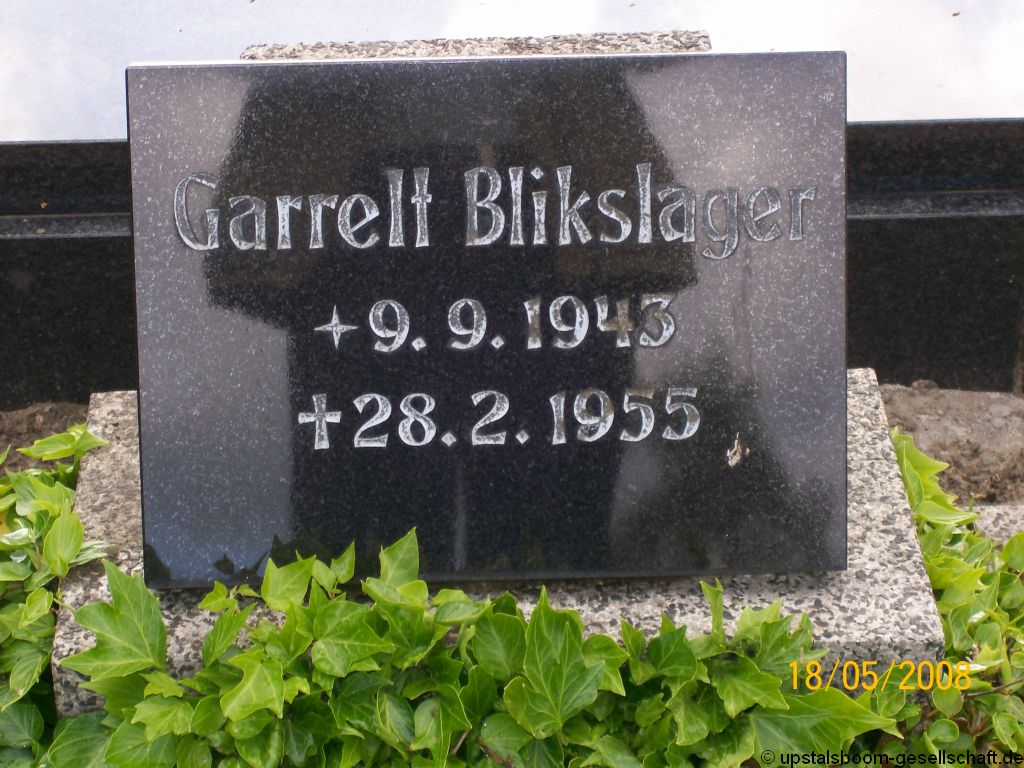 Garrelt Blikslager
9. 9. 1943
✝ 28. 2. 1955
18/05/2008
© upstalsboom-gesellschaft.de